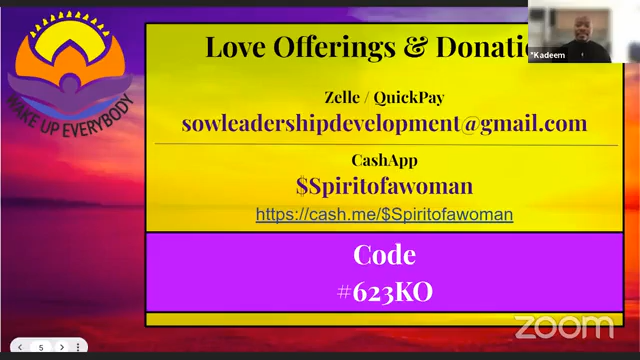 WAKE UP EVERYBODY
Love Offerings & Donatio
*Kadeem
Zelle / QuickPay
sowleadershipdevelopment@gmail.com
CashApp
$Spiritofawoman
https://cash.me/$Spiritofawoman
Code
#623KO
5
zoom